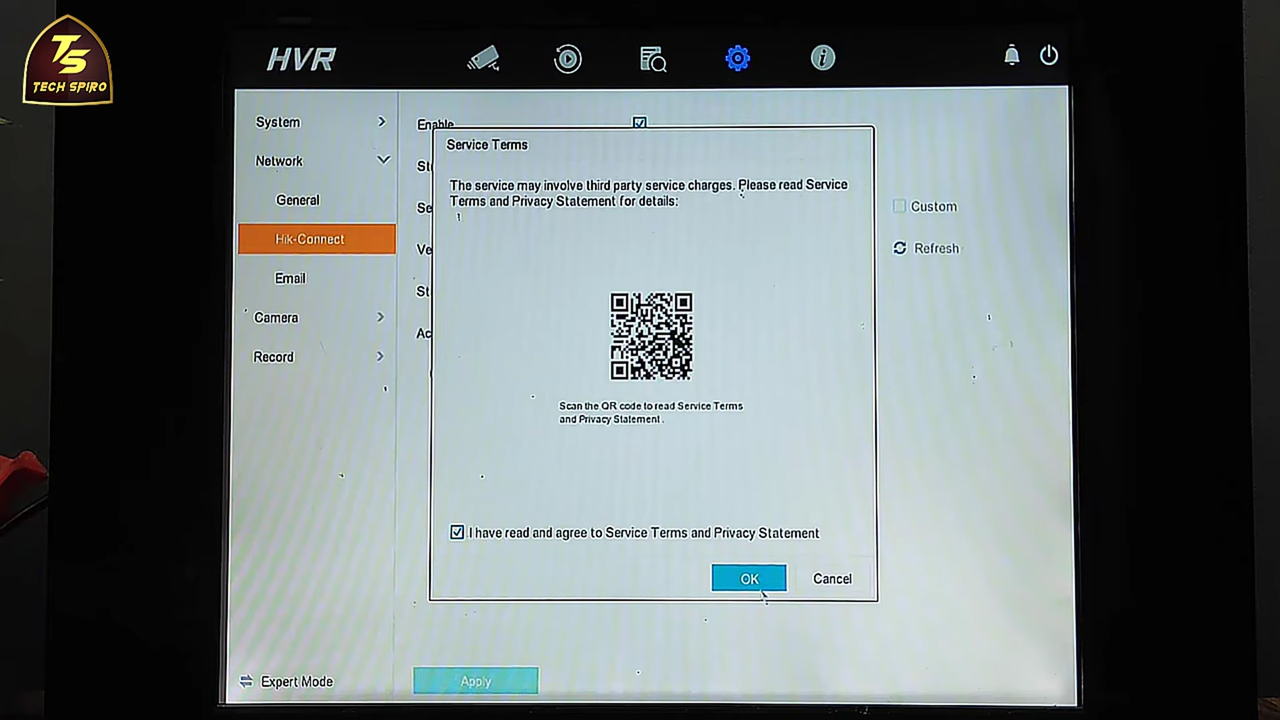 TS
TECH SPIRO
HVR
System
Network
General
Hik-Connect
Email
Camera
Record
Expert Mode
Enable
Service Terms
The service may involve third party service charges. Please read Service
Terms and Privacy Statement for details:
Scan the QR code to read Service Terms
and Privacy Statement .
I have read and agree to Service Terms and Privacy Statement
OK Cancel
Custom
Refresh
Apply